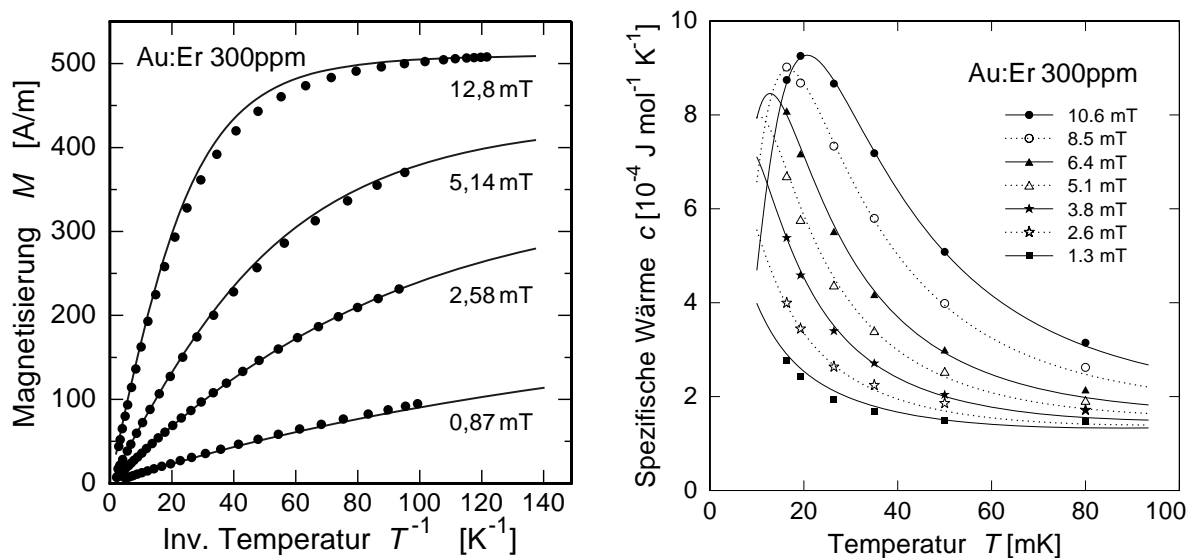 Au:Er 300ppm
12,8 mT
5,14 mT
2,58 mT
0,87 mT
Magnetisierung M [A/m]
500
400
300
200
100
0
0 20 40 60 80 100 120 140
Inv. Temperatur T⁻¹ [K⁻¹]
Au:Er 300ppm
10.6 mT
8.5 mT
6.4 mT
5.1 mT
3.8 mT
2.6 mT
1.3 mT
Spezifische Wärme c [10⁻⁴ J mol⁻¹ K⁻¹]
10
8
6
4
2
0
0 20 40 60 80 100
Temperatur T [mK]